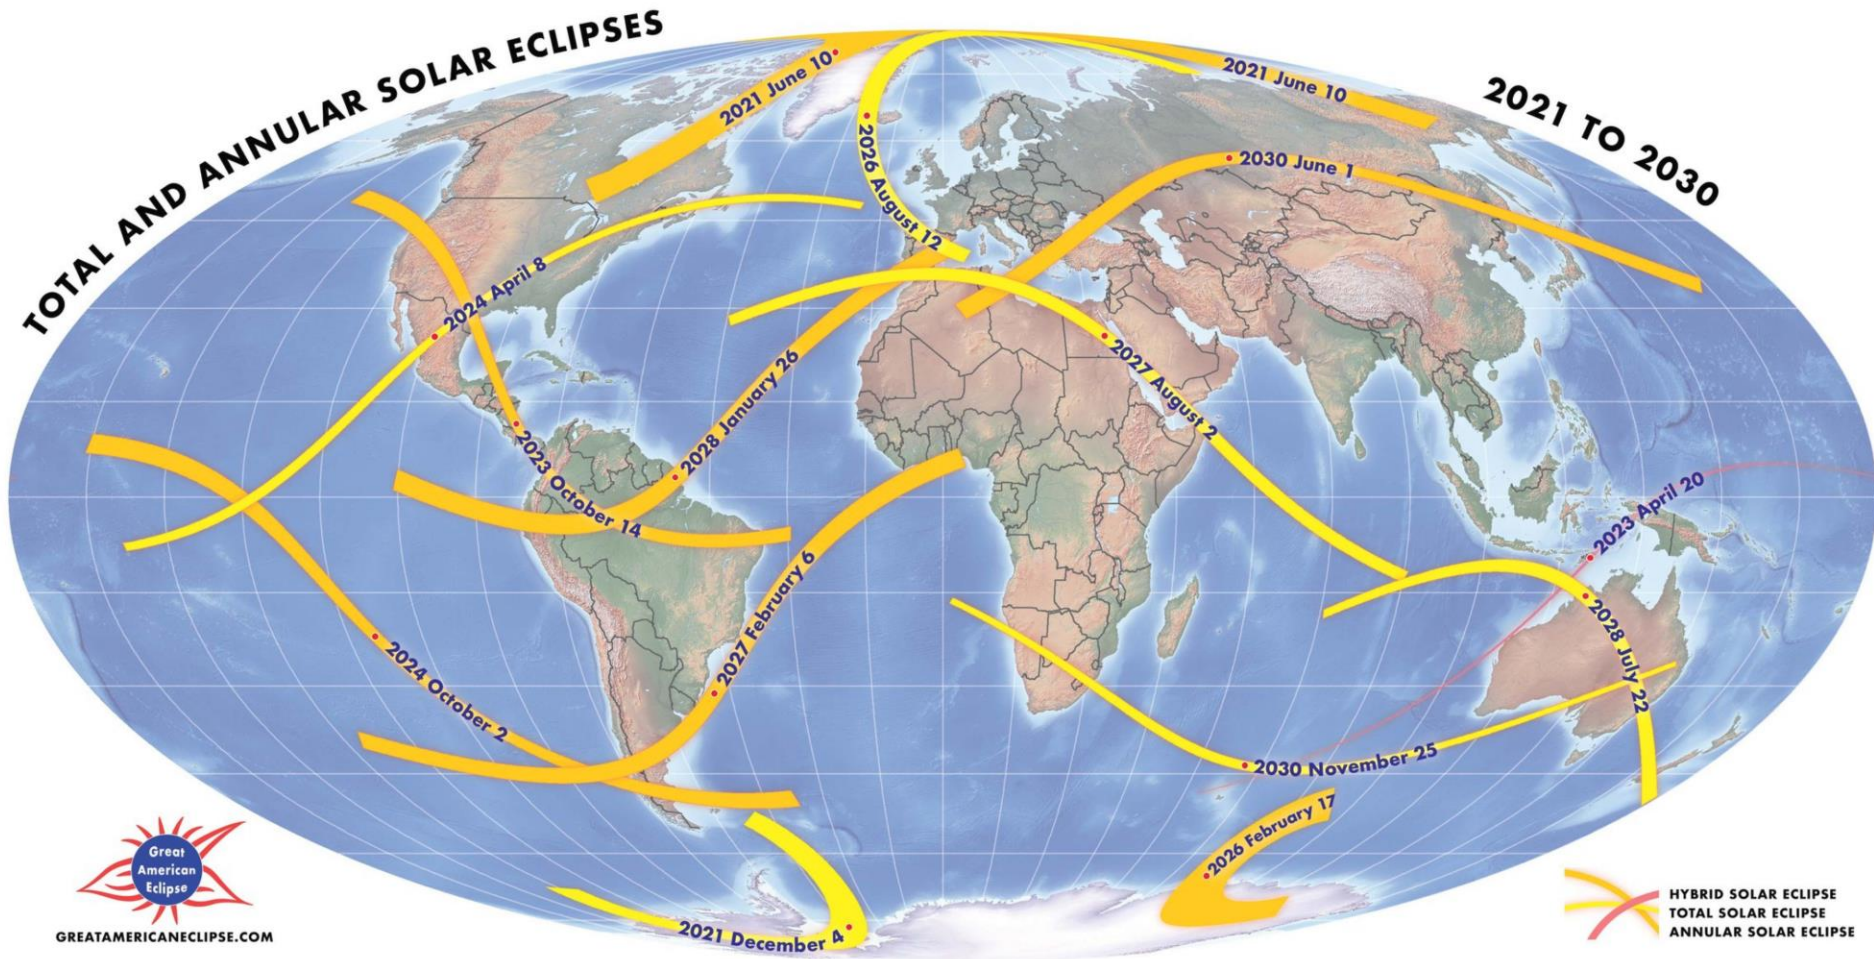 TOTAL AND ANNULAR SOLAR ECLIPSES
2021 TO 2030
2021 June 10
2021 June 10
2026 August 12
2030 June 1
2024 April 8
2028 January 26
2027 August 2
2023 October 14
2023 April 20
2027 February 6
2024 October 2
2028 July 22
2030 November 25
2026 February 17
2021 December 4
Great
American
Eclipse
GREATAMERICANECLIPSE.COM
HYBRID SOLAR ECLIPSE
TOTAL SOLAR ECLIPSE
ANNULAR SOLAR ECLIPSE